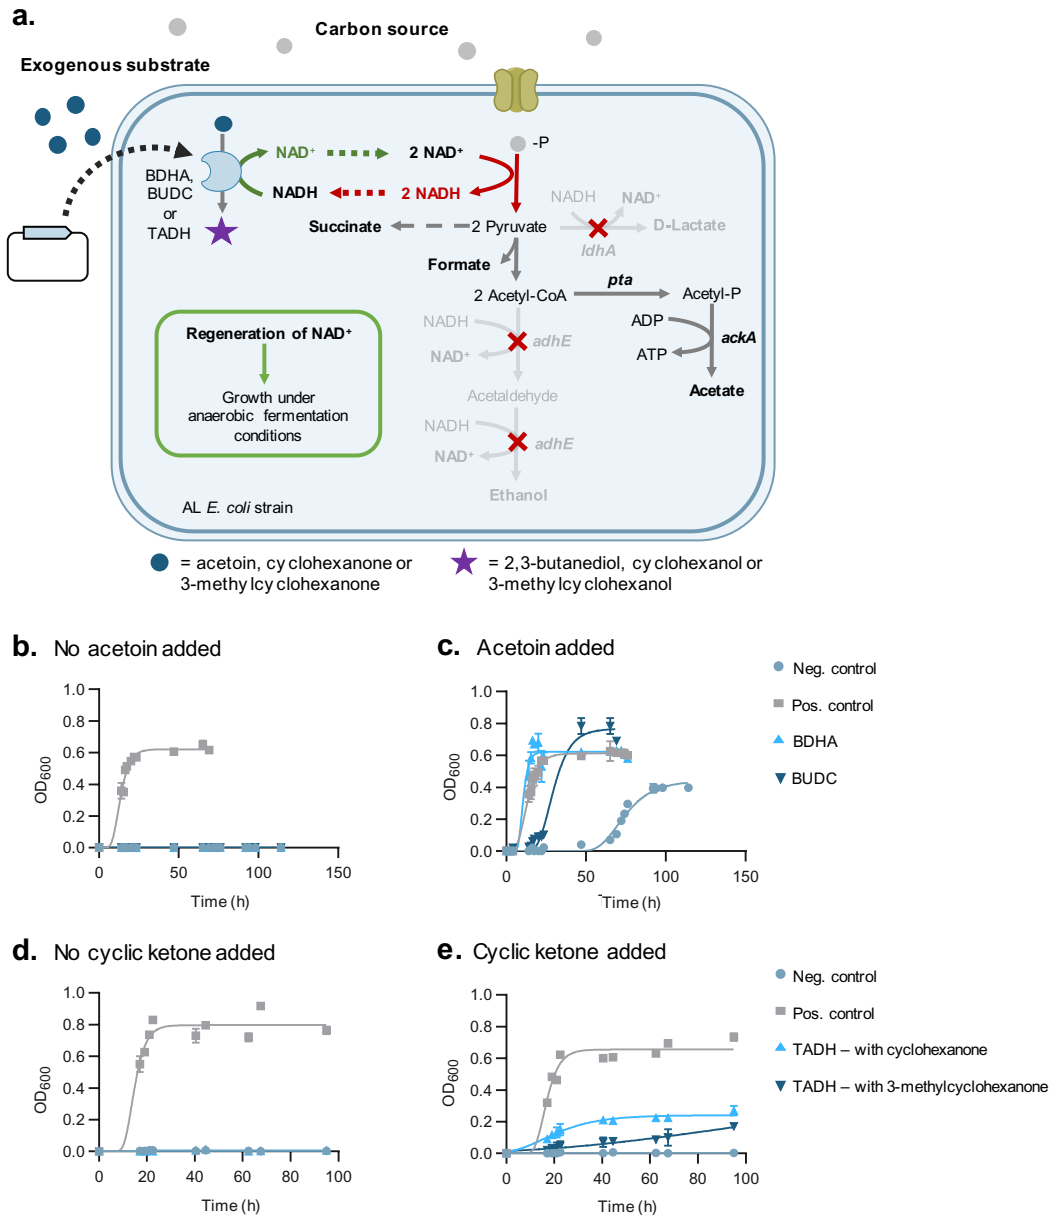 a.
Carbon source
Exogenous substrate
-P
NAD+
2 NAD+
BDHA,
BUDC
or
TADH
NADH
2 NADH
NADH
NAD+
Succinate
2 Pyruvate
D-Lactate
ldhA
Formate
pta
2 Acetyl-CoA
Acetyl-P
NADH
ADP
adhE
ackA
NAD+
ATP
Regeneration of NAD+
Acetate
Growth under
anaerobic fermentation
conditions
Acetaldehyde
NADH
adhE
NAD+
Ethanol
AL E. coli strain
= acetoin, cyclohexanone or
3-methylcyclohexanone
= 2,3-butanediol, cyclohexanol or
3-methylcyclohexanol
b. No acetoin added
1.0
0.8
0.6
0.4
0.2
0.0
OD600
0 50 100 150
Time (h)
c. Acetoin added
1.0
0.8
0.6
0.4
0.2
0.0
OD600
0 50 100 150
Time (h)
Neg. control
Pos. control
BDHA
BUDC
d. No cyclic ketone added
1.0
0.8
0.6
0.4
0.2
0.0
OD600
0 20 40 60 80 100
Time (h)
e. Cyclic ketone added
1.0
0.8
0.6
0.4
0.2
0.0
OD600
0 20 40 60 80 100
Time (h)
Neg. control
Pos. control
TADH – with cyclohexanone
TADH – with 3-methylcyclohexanone